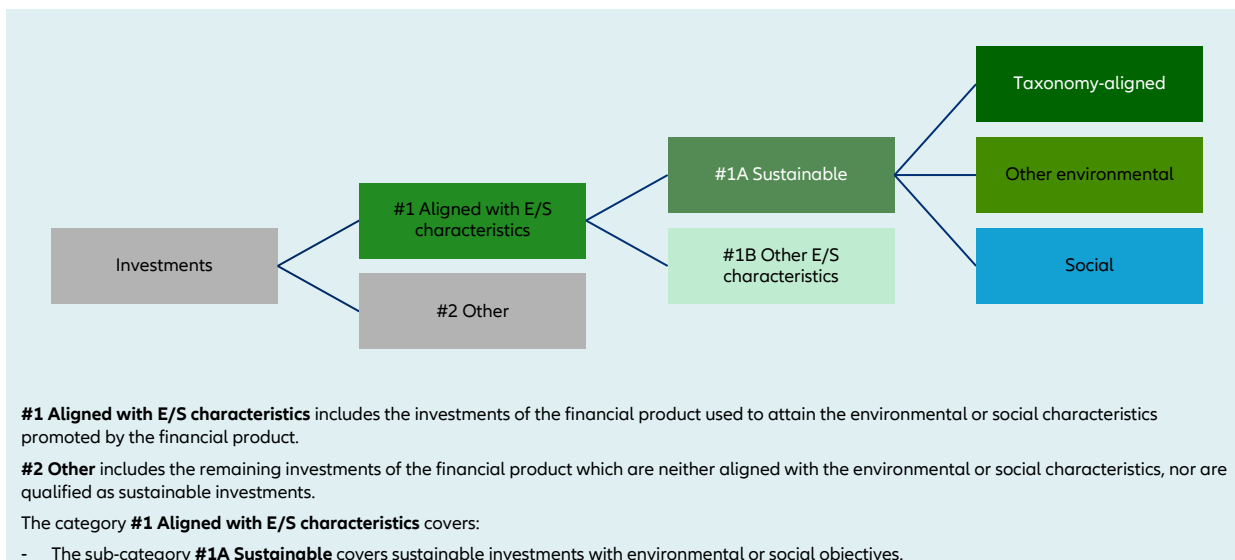 Taxonomy-aligned
#1A Sustainable
Other environmental
#1 Aligned with E/S
characteristics
#1B Other E/S
characteristics
Investments
Social
#2 Other
#1 Aligned with E/S characteristics includes the investments of the financial product used to attain the environmental or social characteristics
promoted by the financial product.
#2 Other includes the remaining investments of the financial product which are neither aligned with the environmental or social characteristics, nor are
qualified as sustainable investments.
The category #1 Aligned with E/S characteristics covers:
- The sub-category #1A Sustainable covers sustainable investments with environmental or social objectives.